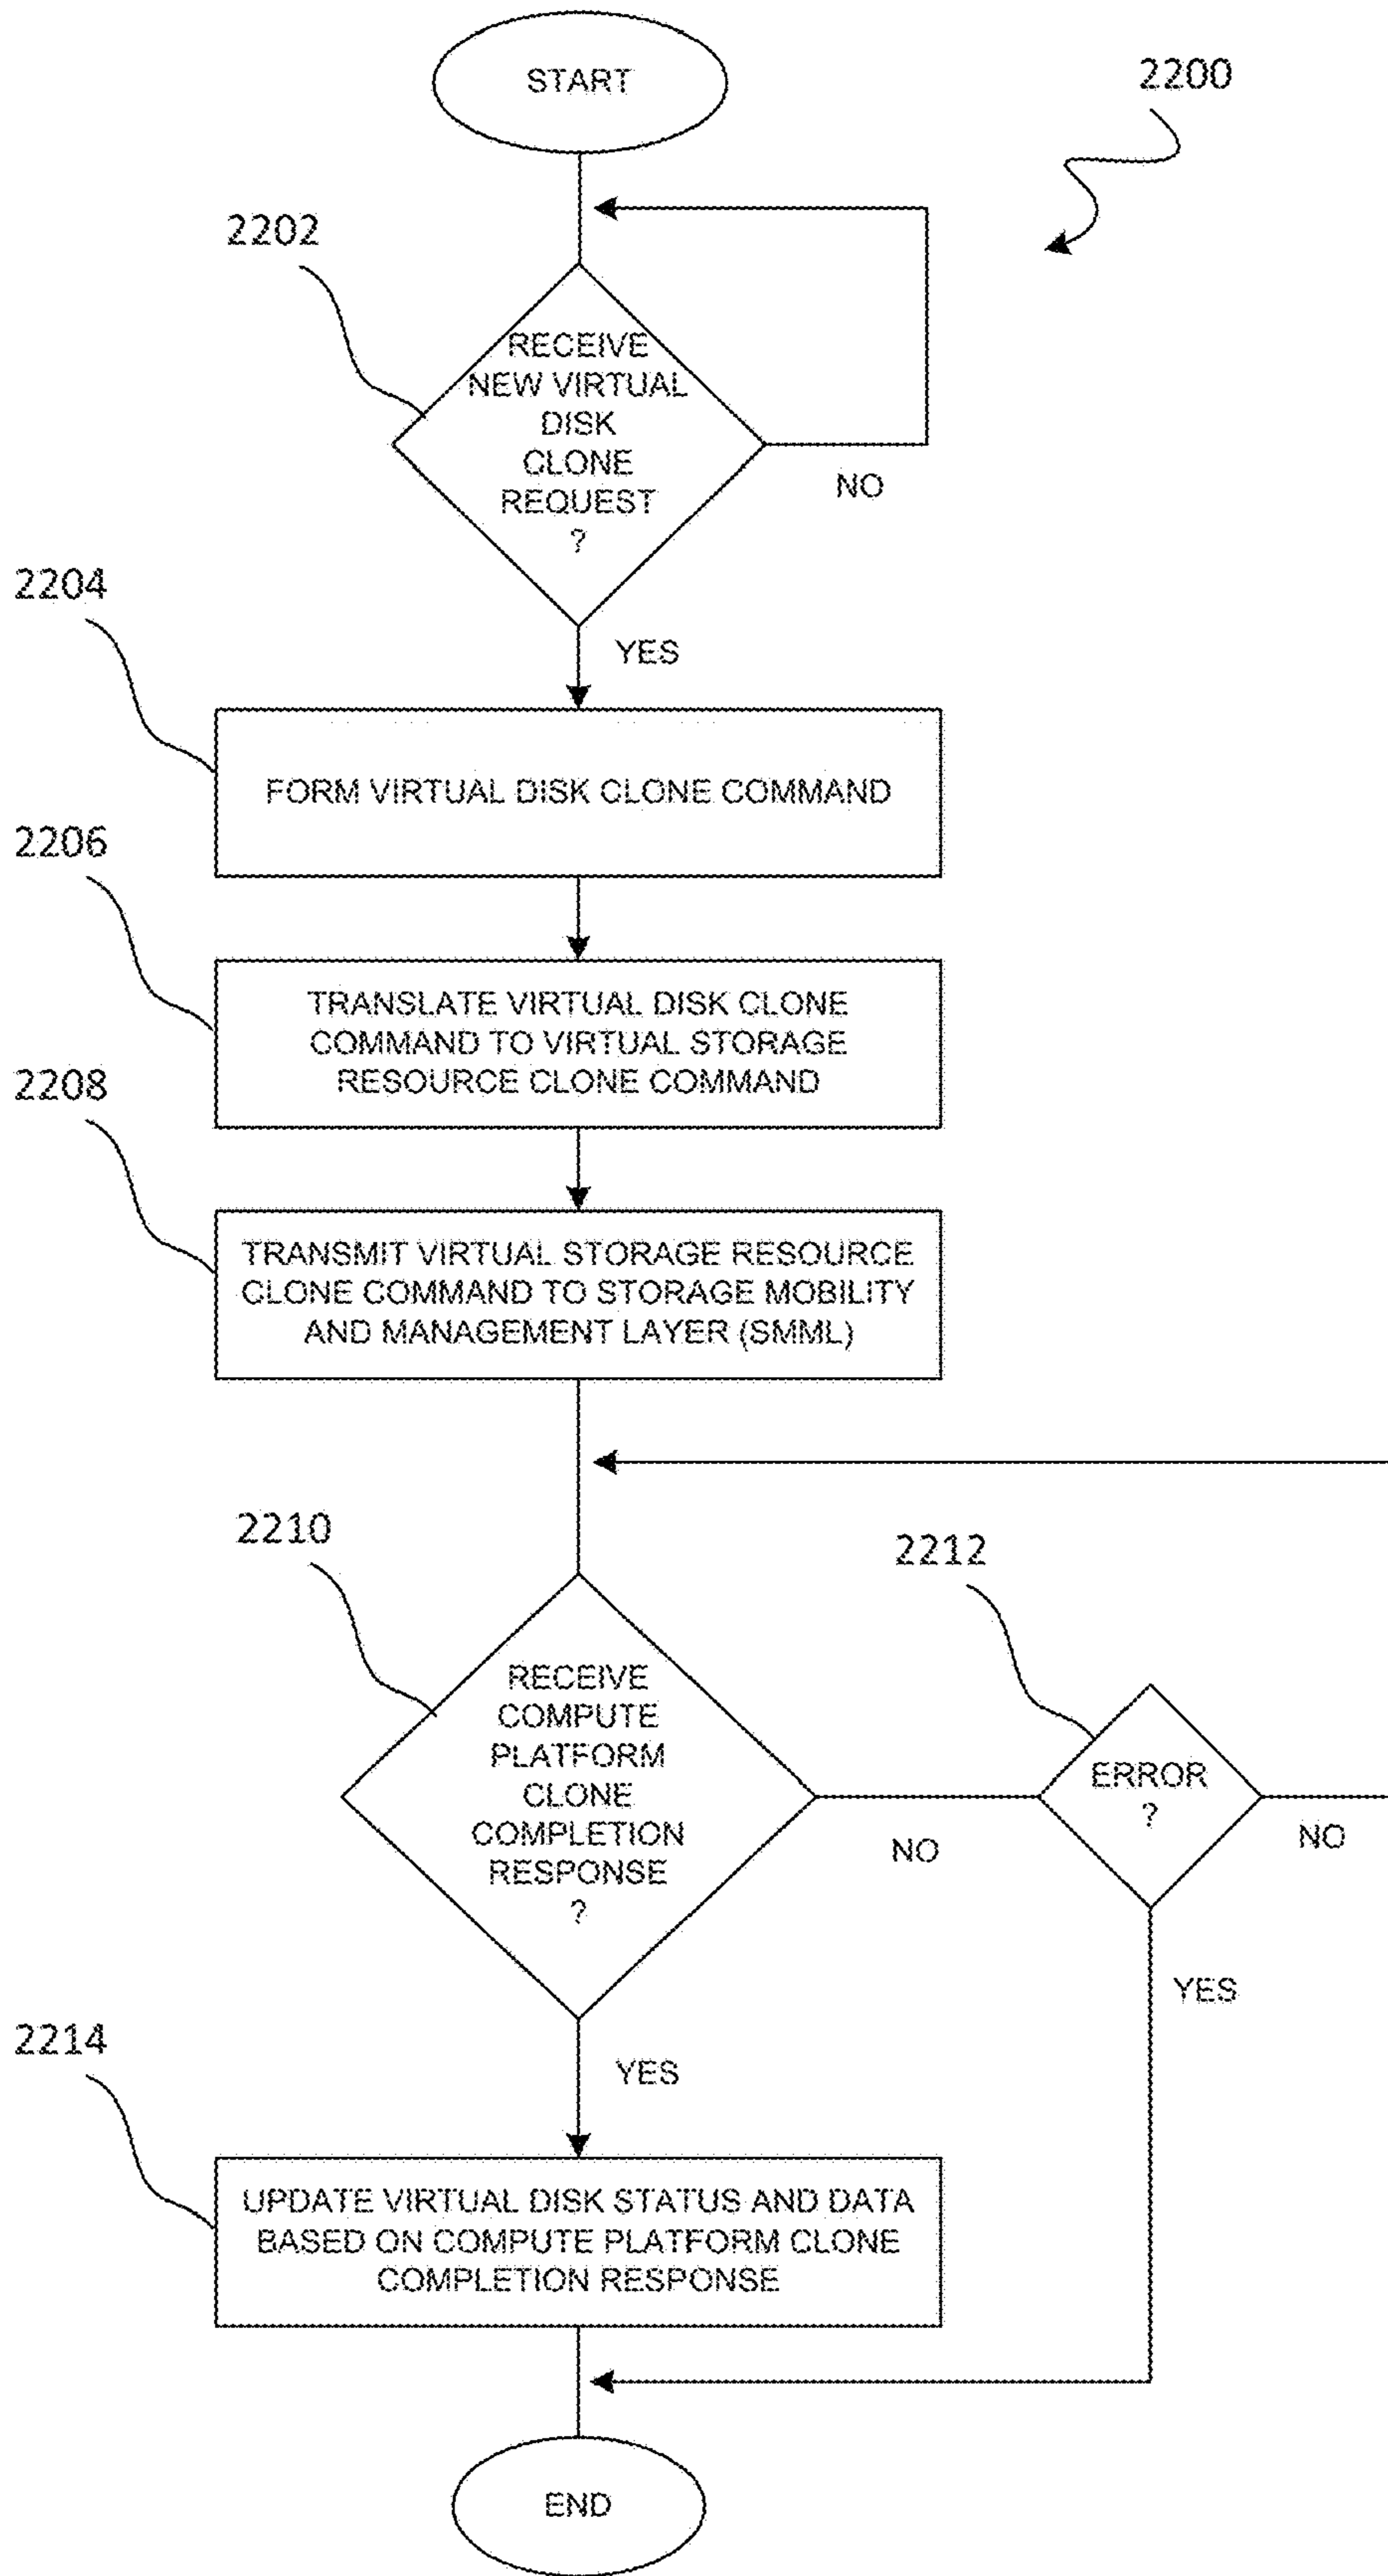 START
2200
2202
RECEIVE
NEW VIRTUAL
DISK
CLONE
REQUEST
?
NO
YES
2204
FORM VIRTUAL DISK CLONE COMMAND
2206
TRANSLATE VIRTUAL DISK CLONE
COMMAND TO VIRTUAL STORAGE
RESOURCE CLONE COMMAND
2208
TRANSMIT VIRTUAL STORAGE RESOURCE
CLONE COMMAND TO STORAGE MOBILITY
AND MANAGEMENT LAYER (SMML)
2210
RECEIVE
COMPUTE
PLATFORM
CLONE
COMPLETION
RESPONSE
?
NO
2212
ERROR
?
NO
YES
YES
2214
UPDATE VIRTUAL DISK STATUS AND DATA
BASED ON COMPUTE PLATFORM CLONE
COMPLETION RESPONSE
END